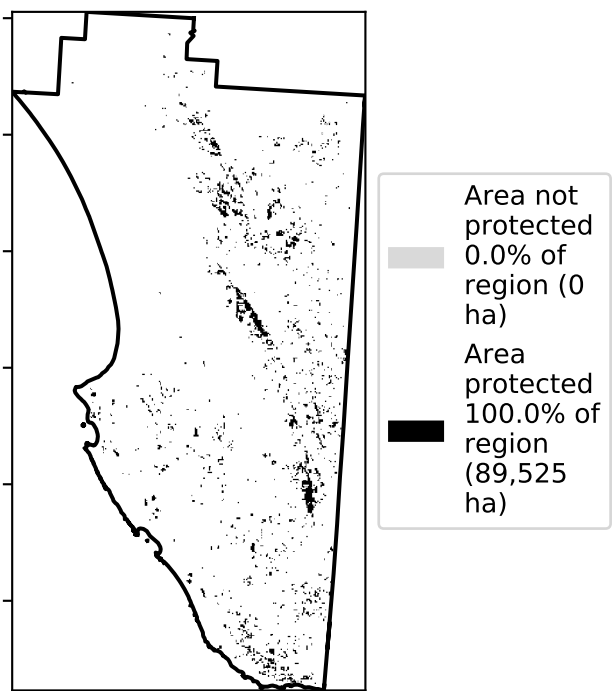 Area not
protected
0.0% of
region (0
ha)
Area
protected
100.0% of
region
(89,525
ha)